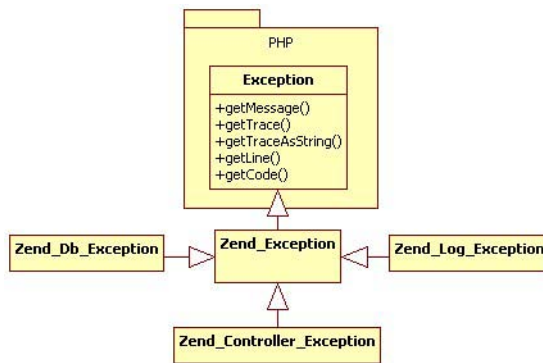 PHP
Exception
+getMessage()
+getTrace()
+getTraceAsString()
+getLine()
+getCode()
Zend_Db_Exception
Zend_Exception
Zend_Log_Exception
Zend_Controller_Exception